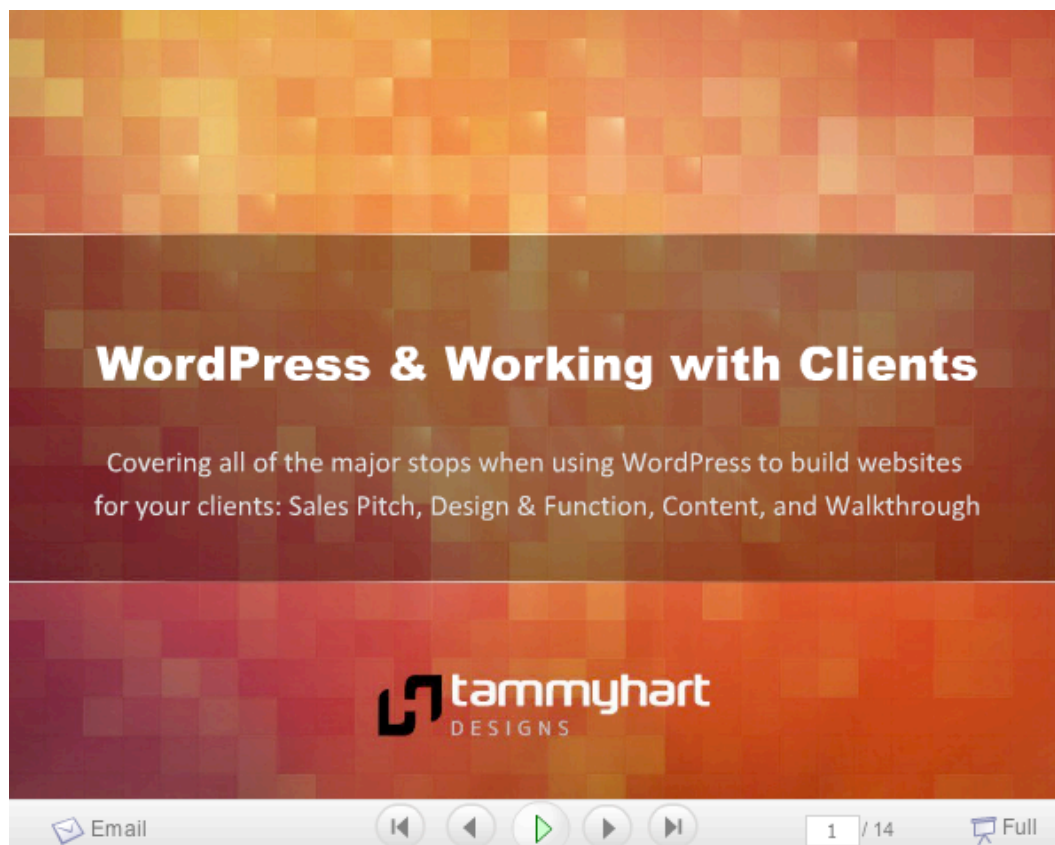 WordPress & Working with Clients
Covering all of the major stops when using WordPress to build websites
for your clients: Sales Pitch, Design & Function, Content, and Walkthrough
tammyhart
DESIGNS
Email
1 / 14
Full